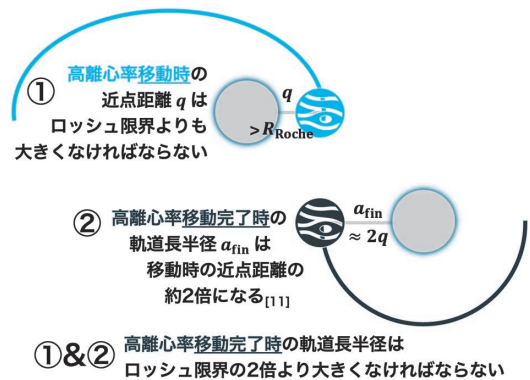 ① 高離心率移動時の
近点距離 q は
ロッシュ限界よりも
大きくなければならない
q
> R_Roche
② 高離心率移動完了時の
軌道長半径 a_fin は
移動時の近点距離の
約2倍になる[11]
a_fin
≈ 2q
①&② 高離心率移動完了時の軌道長半径は
ロッシュ限界の2倍より大きくなければならない